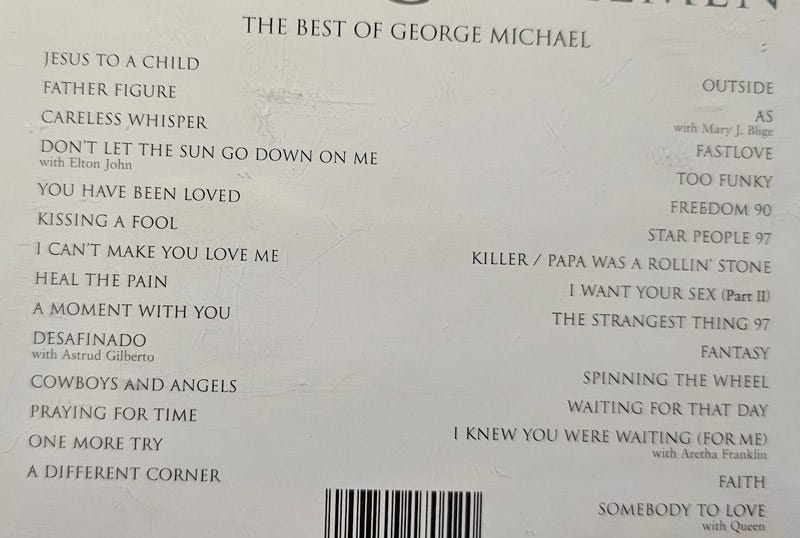 THE BEST OF GEORGE MICHAEL
JESUS TO A CHILD
FATHER FIGURE
CARELESS WHISPER
DON'T LET THE SUN GO DOWN ON ME
with Elton John
YOU HAVE BEEN LOVED
KISSING A FOOL
I CAN'T MAKE YOU LOVE ME
HEAL THE PAIN
A MOMENT WITH YOU
DESAFINADO
with Astrud Gilberto
COWBOYS AND ANGELS
PRAYING FOR TIME
ONE MORE TRY
A DIFFERENT CORNER
OUTSIDE
AS
with Mary J. Blige
FASTLOVE
TOO FUNKY
FREEDOM 90
STAR PEOPLE 97
KILLER / PAPA WAS A ROLLIN' STONE
I WANT YOUR SEX (Part II)
THE STRANGEST THING 97
FANTASY
SPINNING THE WHEEL
WAITING FOR THAT DAY
I KNEW YOU WERE WAITING (FOR ME)
with Aretha Franklin
FAITH
SOMEBODY TO LOVE
with Queen